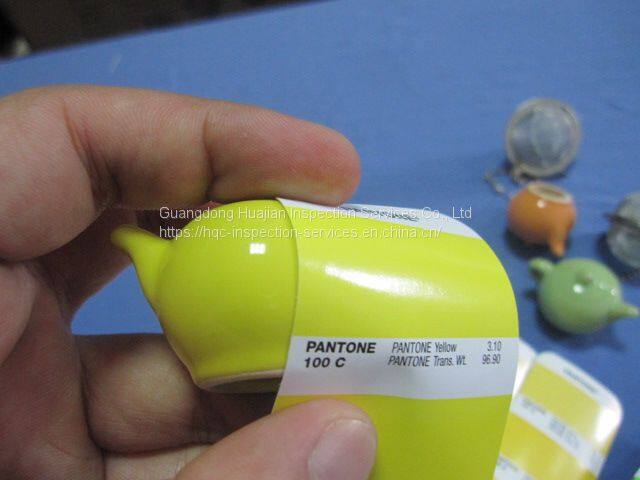 Guangdong Huajian Inspection Services Co., Ltd
https://hqc-inspection-services.en.china.cn/
PANTONE PANTONE Yellow 3.10
100 C PANTONE Trans. Wt. 96.90